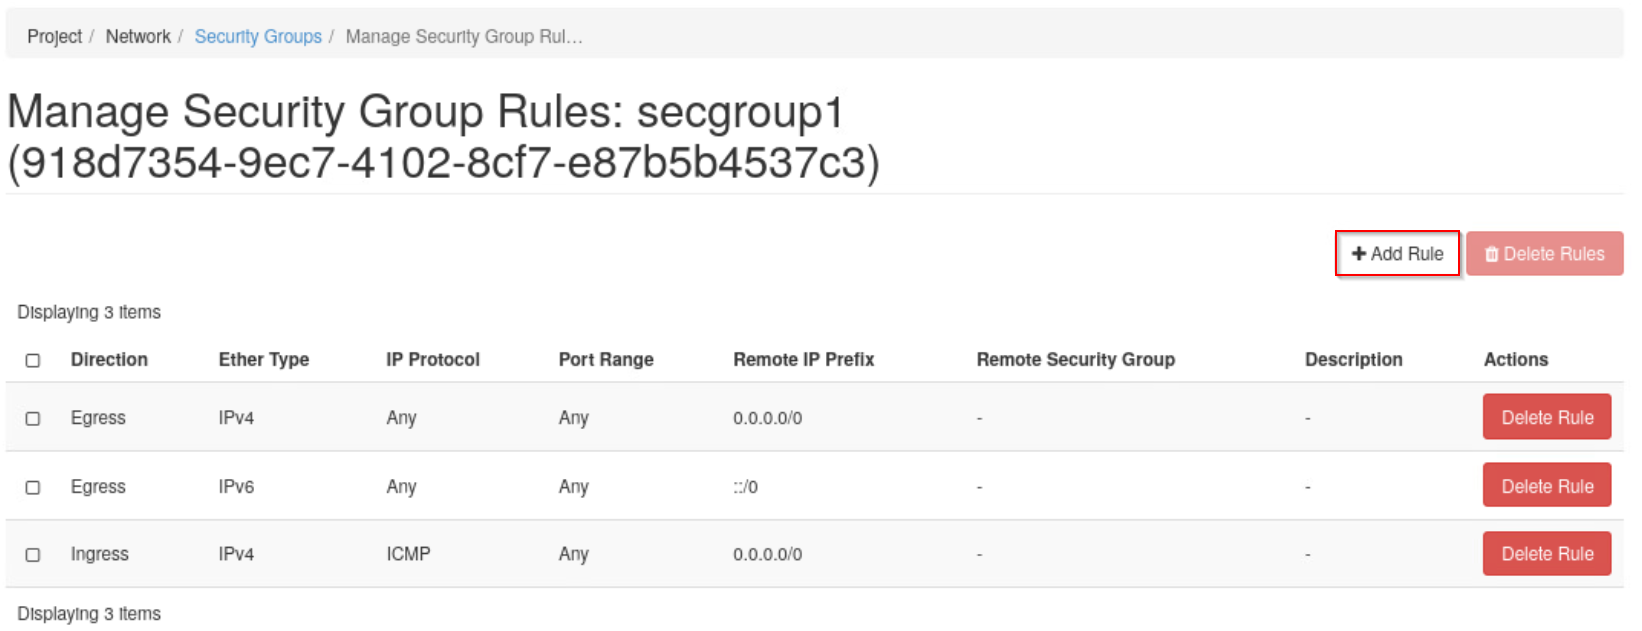 Project / Network / Security Groups / Manage Security Group Rul...
Manage Security Group Rules: secgroup1
(918d7354-9ec7-4102-8cf7-e87b5b4537c3)
+ Add Rule Delete Rules
Displaying 3 items
Direction Ether Type IP Protocol Port Range Remote IP Prefix Remote Security Group Description Actions
Egress IPv4 Any Any 0.0.0.0/0 - - Delete Rule
Egress IPv6 Any Any ::/0 - - Delete Rule
Ingress IPv4 ICMP Any 0.0.0.0/0 - - Delete Rule
Displaying 3 items